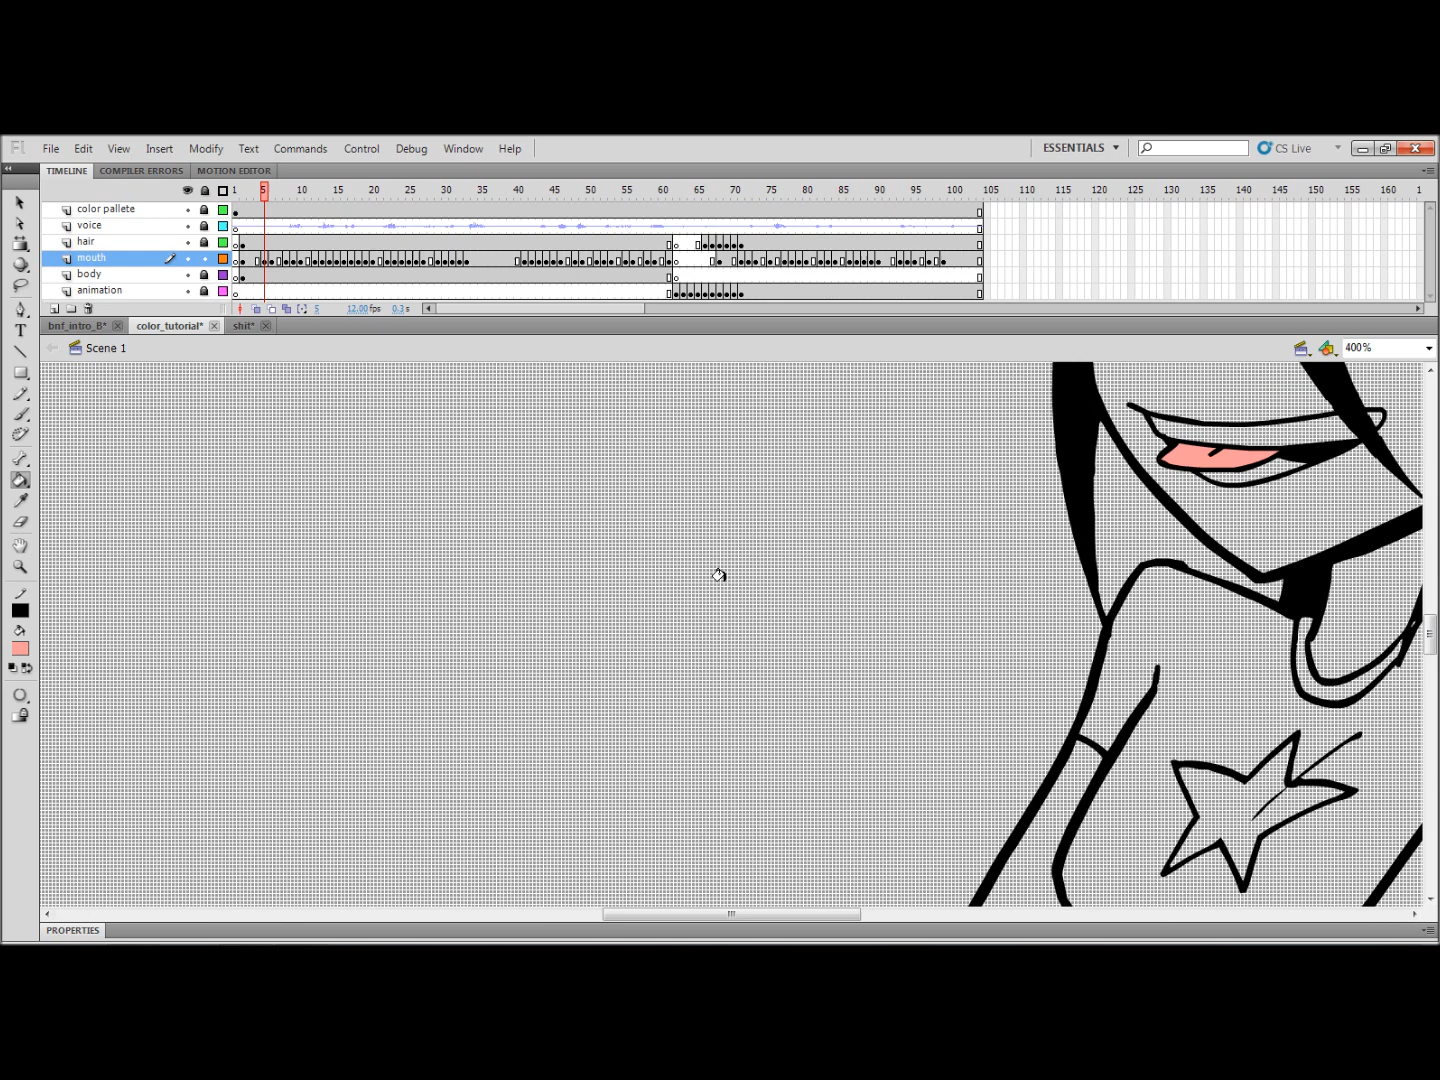 Fl File Edit View Insert Modify Text Commands Control Debug Window Help ESSENTIALS CS Live
TIMELINE COMPILER ERRORS MOTION EDITOR
1 5 10 15 20 25 30 35 40 45 50 55 60 65 70 75 80 85 90 95 100 105 110 115 120 125 130 135 140 145 150 155 160 1
color pallete
voice
hair
mouth
body
animation
5 12.00 fps 0.3 s
bnf_intro_B* color_tutorial* shit*
Scene 1 400%
T
PROPERTIES